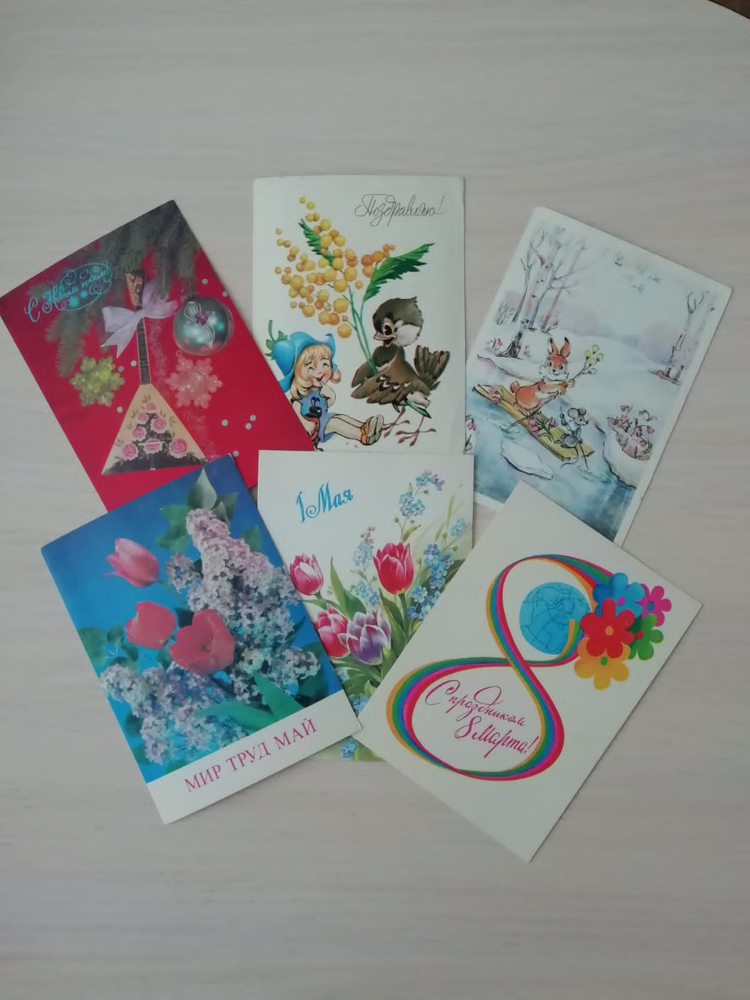 С Новым годом!
Поздравляю!
1 Мая
МИР ТРУД МАЙ
С праздником
8 Марта!